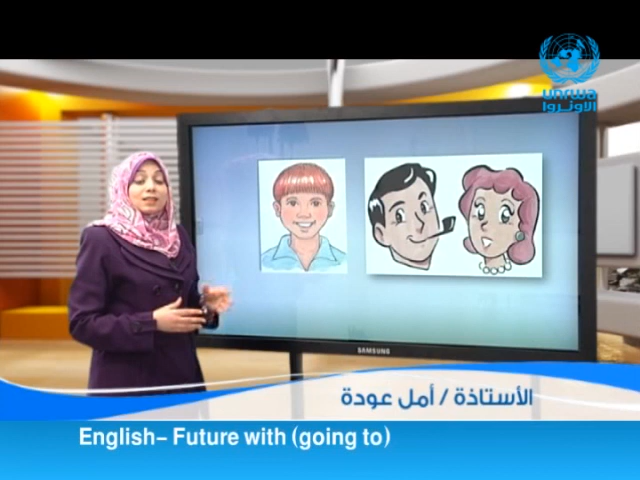 unrwa
الأونروا
SAMSUNG
الأستاذة / أمل عودة
English- Future with (going to)